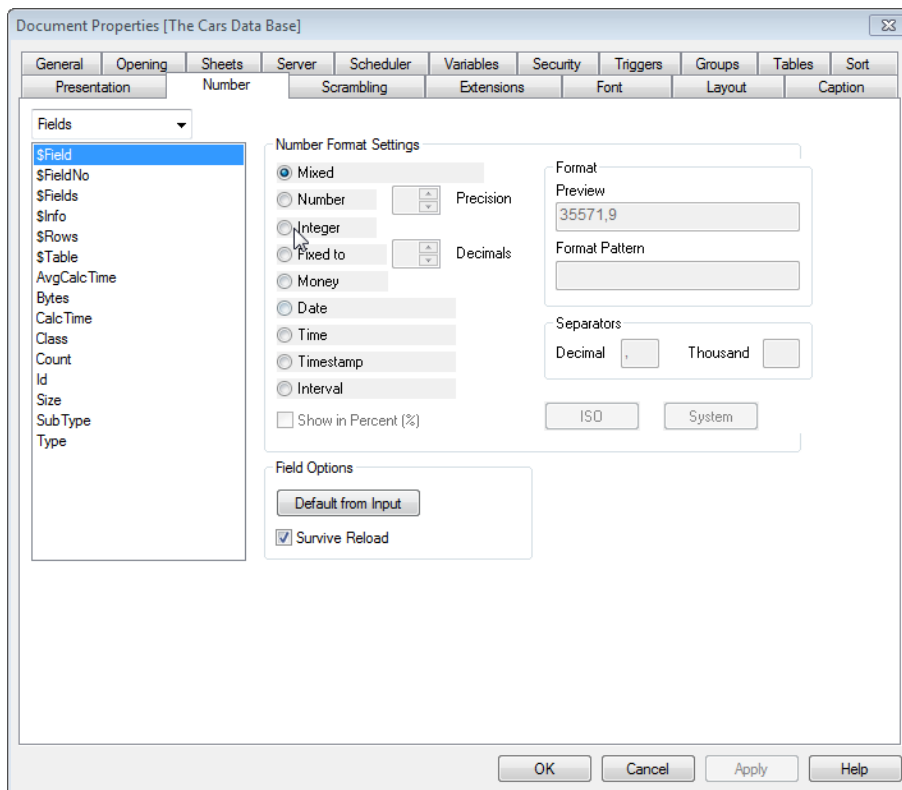 Document Properties [The Cars Data Base]
General Opening Sheets Server Scheduler Variables Security Triggers Groups Tables Sort
Presentation Number Scrambling Extensions Font Layout Caption
Fields
$Field
$FieldNo
$Fields
$Info
$Rows
$Table
AvgCalcTime
Bytes
CalcTime
Class
Count
Id
Size
SubType
Type
Number Format Settings
Mixed
Number Precision
Integer
Fixed to Decimals
Money
Date
Time
Timestamp
Interval
Show in Percent (%)
Format
Preview
35571,9
Format Pattern
Separators
Decimal , Thousand
ISO System
Field Options
Default from Input
Survive Reload
OK Cancel Apply Help